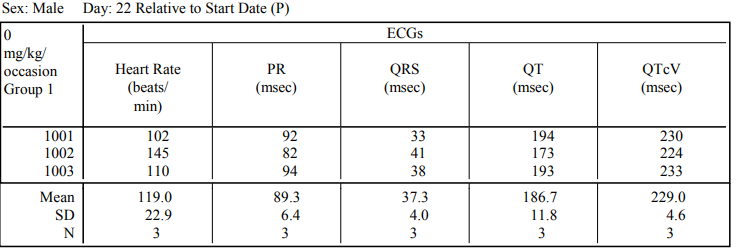 Sex: Male Day: 22 Relative to Start Date (P)
0 mg/kg/ occasion Group 1
ECGs
Heart Rate (beats/ min) PR (msec) QRS (msec) QT (msec) QTcV (msec)
1001 102 92 33 194 230
1002 145 82 41 173 224
1003 110 94 38 193 233
Mean 119.0 89.3 37.3 186.7 229.0
SD 22.9 6.4 4.0 11.8 4.6
N 3 3 3 3 3